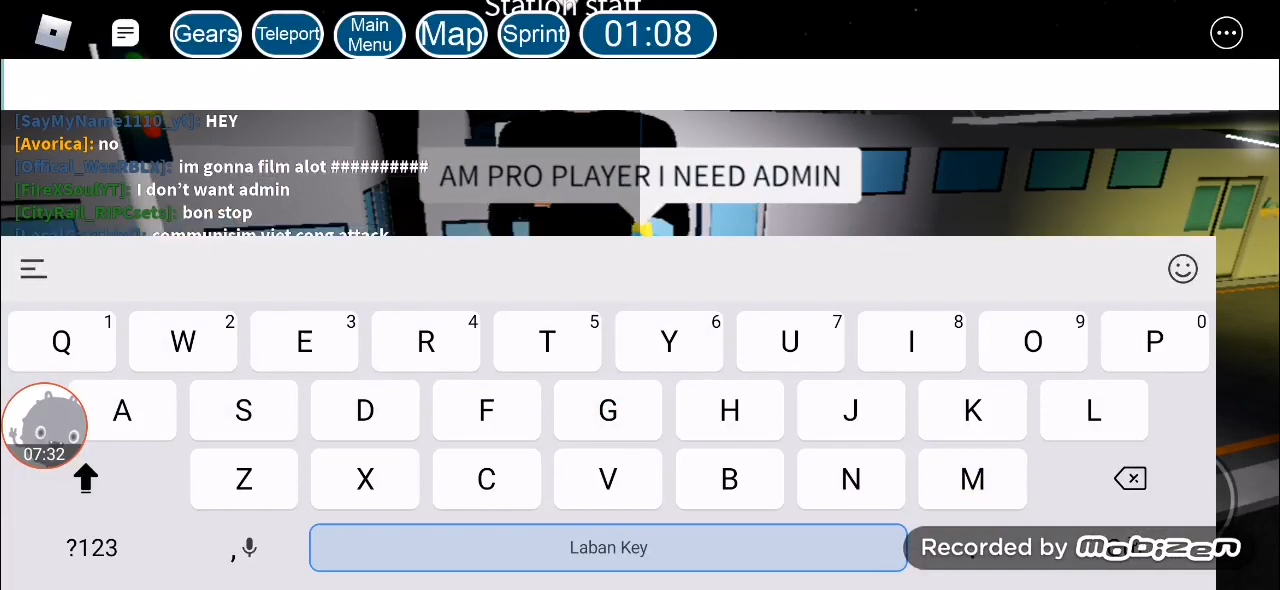 Station staff
Gears
Teleport
Main
Menu
Map
Sprint
01:08
[SayMyName1110_yt]: HEY
[Avorica]: no
[Offical_WesRBLX]: im gonna film alot ##########
[FireXSoulYT]: I don't want admin
[CityRail_RIPCsets]: bon stop
communisim viet cong attack
AM PRO PLAYER I NEED ADMIN
Q 1 W 2 E 3 R 4 T 5 Y 6 U 7 I 8 O 9 P 0
A S D F G H J K L
07:32
Z X C V B N M
?123 , Laban Key
Recorded by mobizen